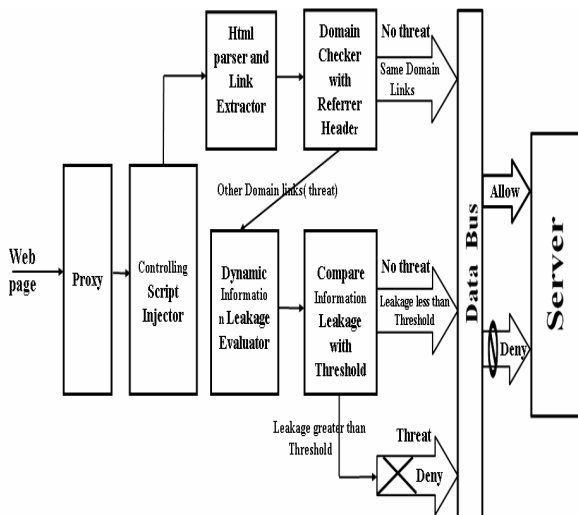 Html
parser and
Link
Extractor
Domain
Checker
with
Referrer
Header
No threat
Same Domain
Links
Other Domain links( threat)
Web
page
Proxy
Controlling
Script
Injector
Dynamic
Informatio
n Leakage
Evaluator
Compare
Information
Leakage
with
Threshold
No threat
Leakage less than
Threshold
Leakage greater than
Threshold
Threat
Deny
Data Bus
Allow
Deny
Server